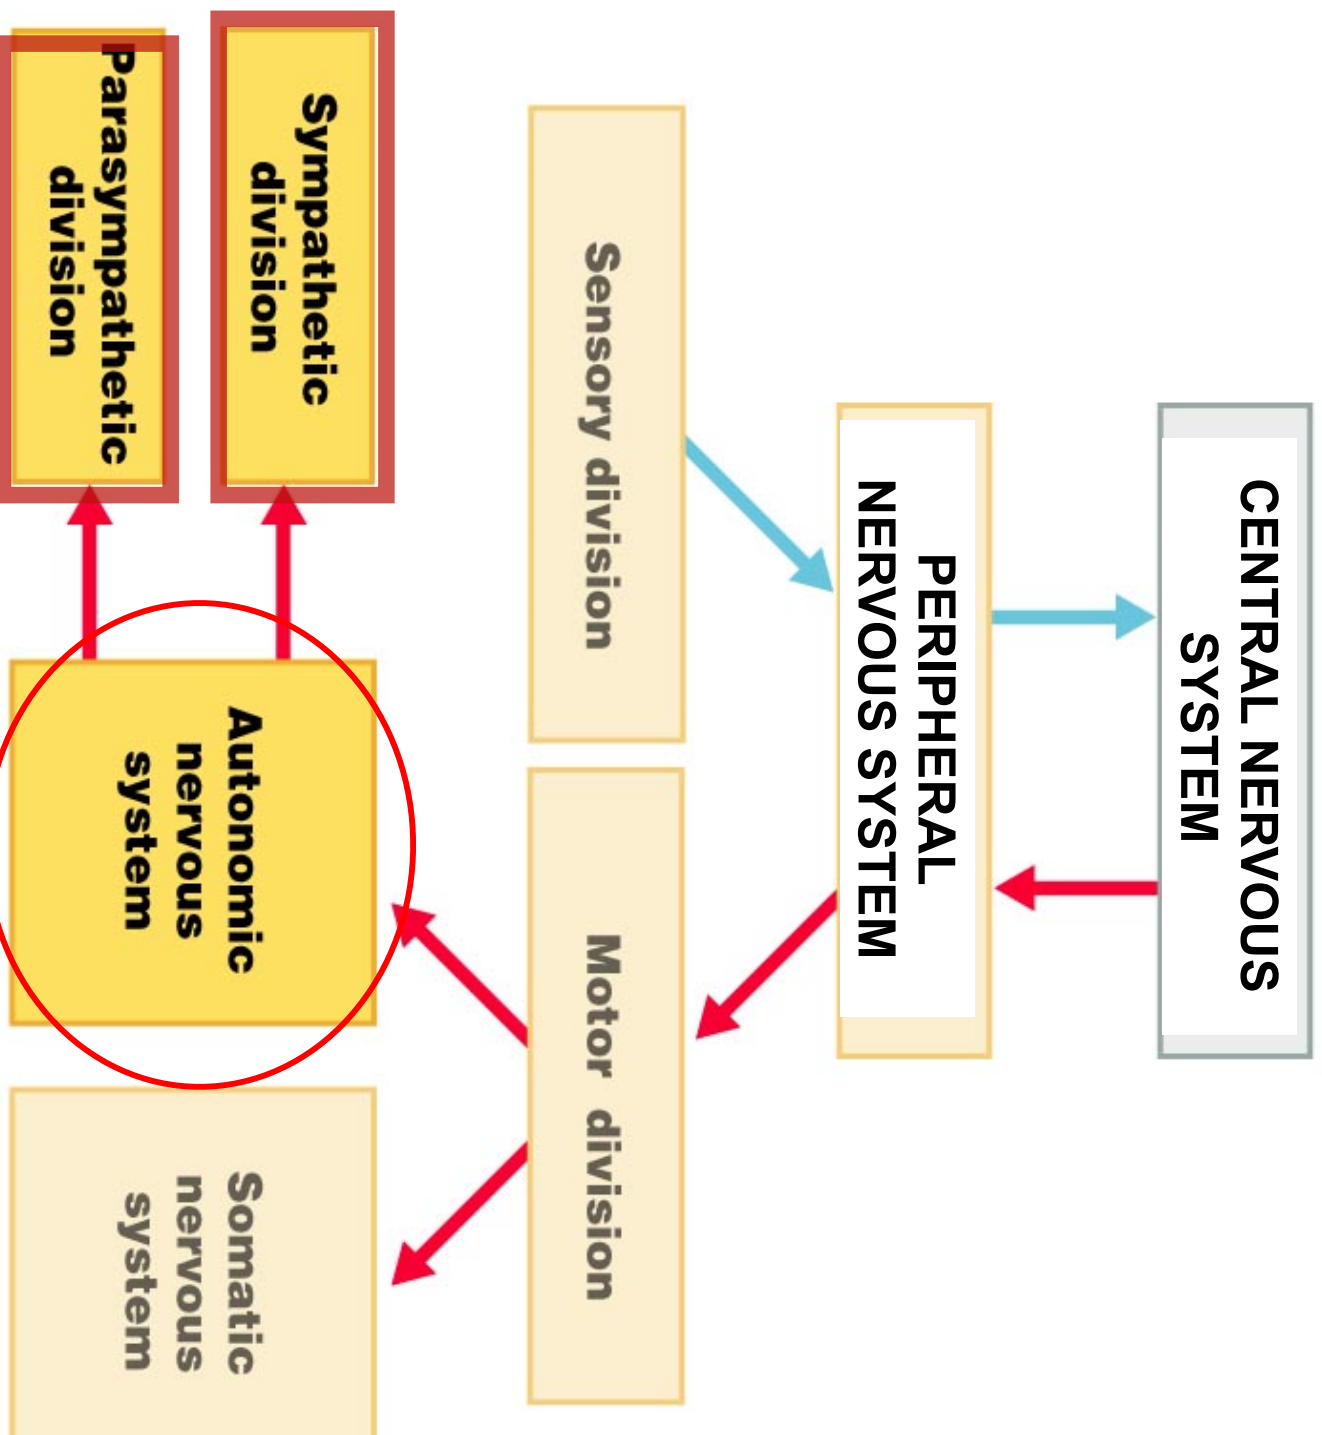 CENTRAL NERVOUS
SYSTEM
PERIPHERAL
NERVOUS SYSTEM
Sensory division
Motor division
Sympathetic
division
Parasympathetic
division
Autonomic
nervous
system
Somatic
nervous
system